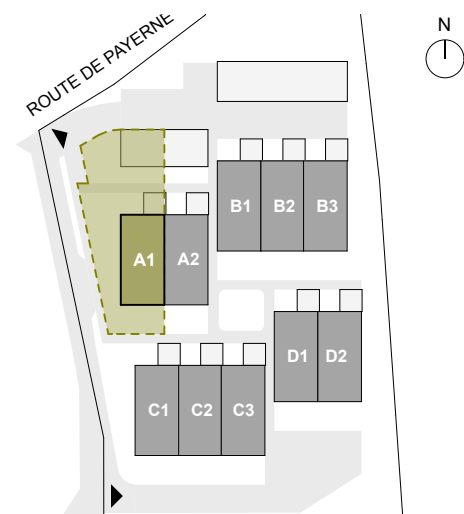 ROUTE DE PAYERNE
N
B1 B2 B3
A1 A2
D1 D2
C1 C2 C3